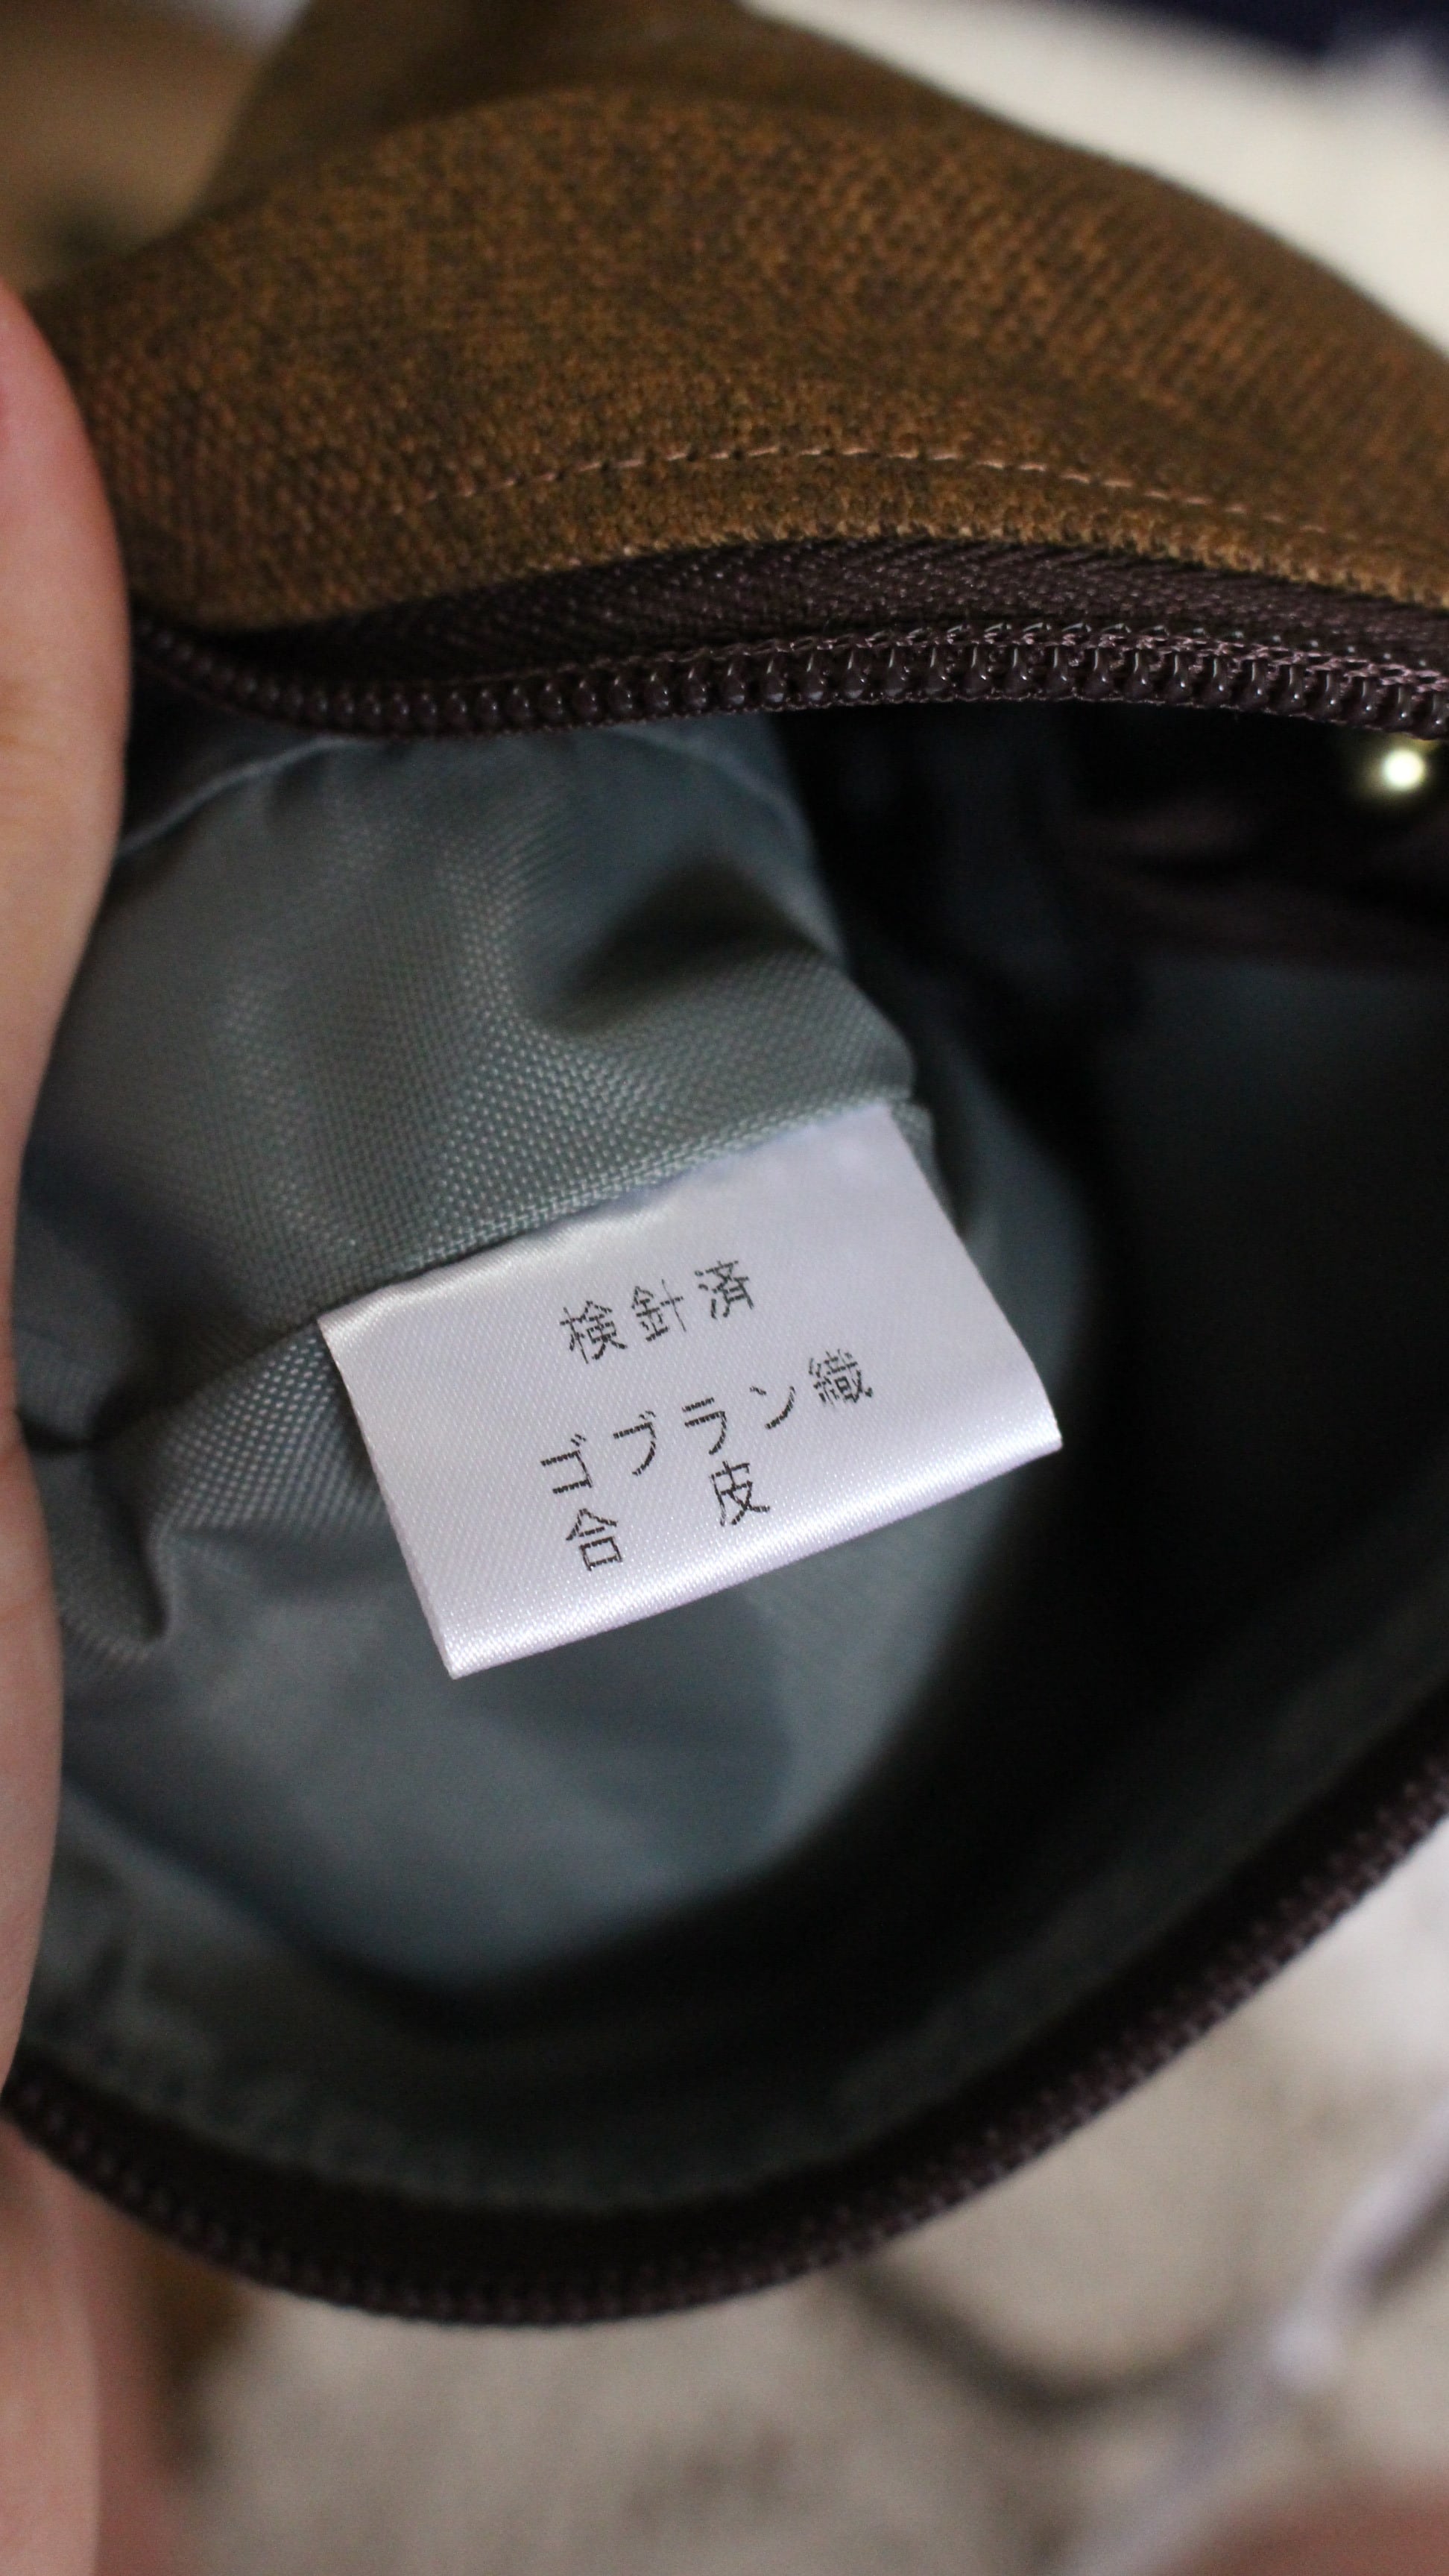 検針済
ゴブラン織
合　皮